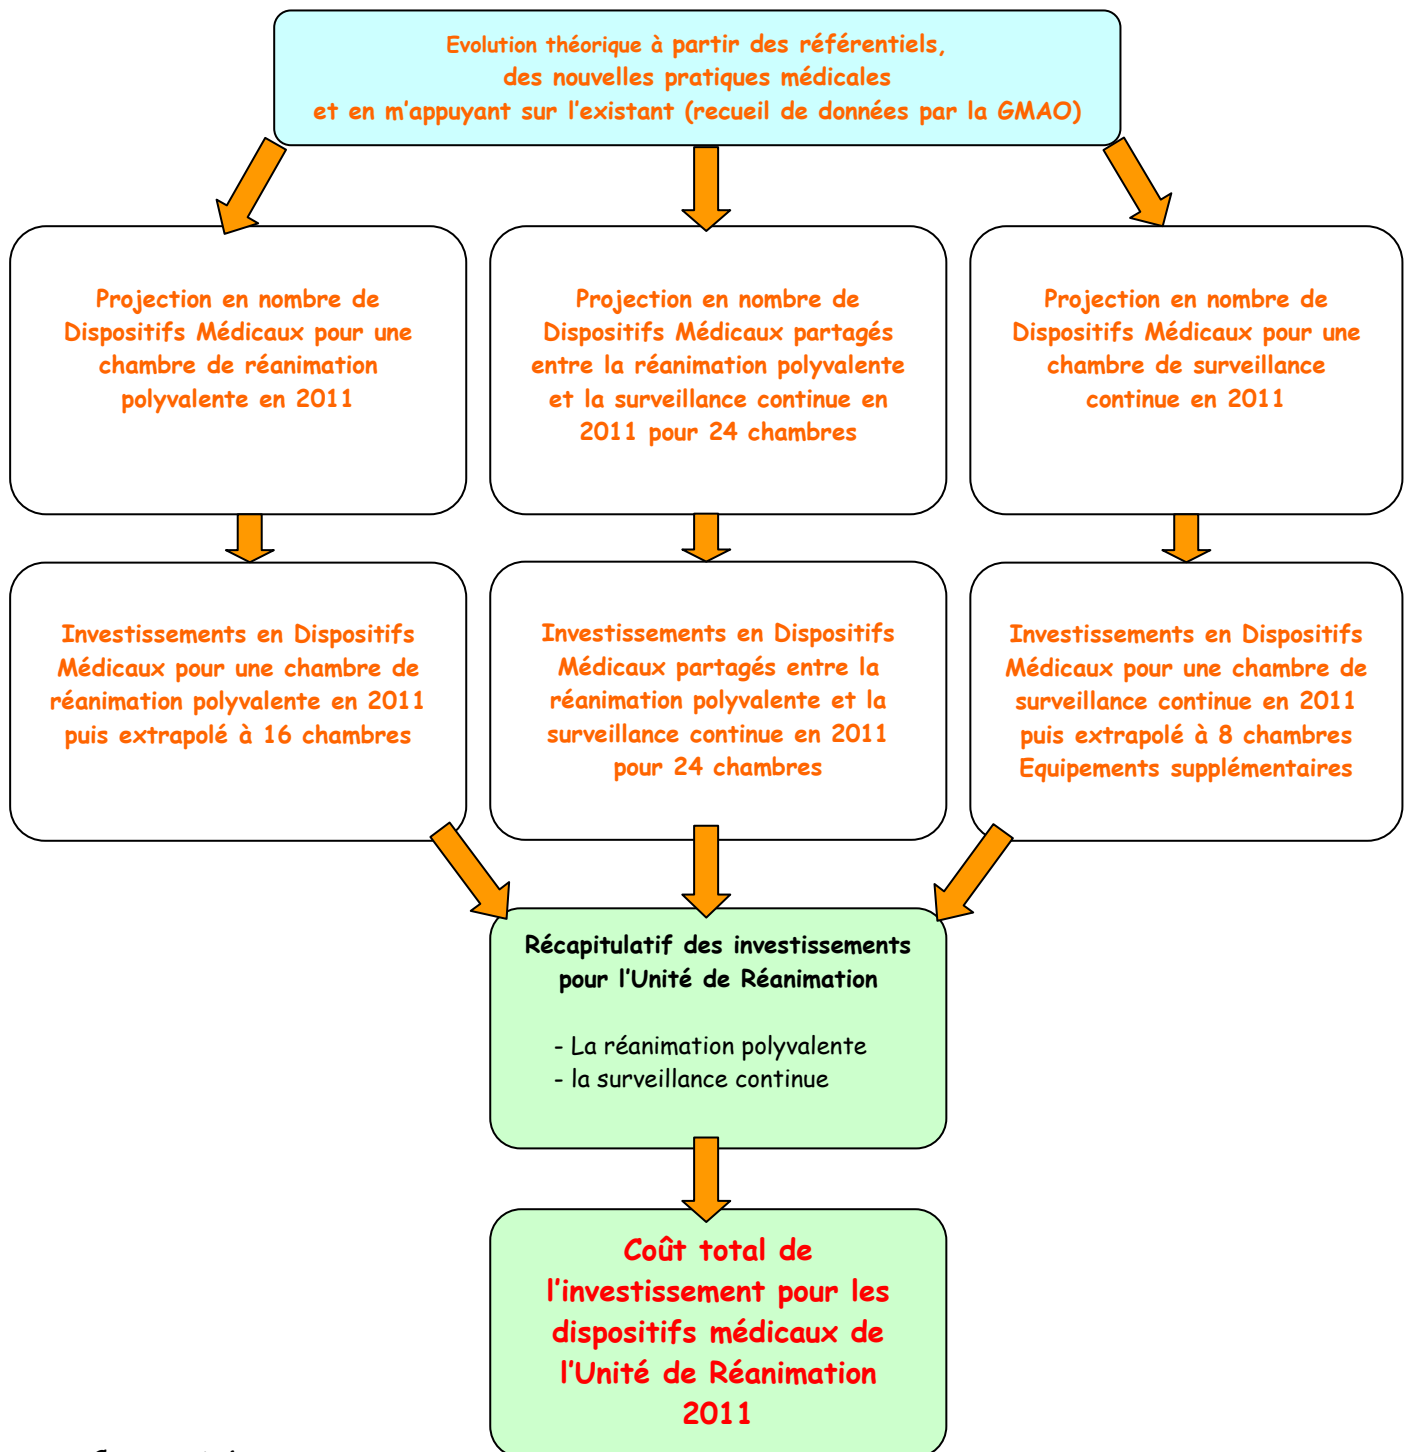 Evolution théorique à partir des référentiels,
des nouvelles pratiques médicales
et en m'appuyant sur l'existant (recueil de données par la GMAO)
Projection en nombre de
Dispositifs Médicaux pour une
chambre de réanimation
polyvalente en 2011
Projection en nombre de
Dispositifs Médicaux partagés
entre la réanimation polyvalente
et la surveillance continue en
2011 pour 24 chambres
Projection en nombre de
Dispositifs Médicaux pour une
chambre de surveillance
continue en 2011
Investissements en Dispositifs
Médicaux pour une chambre de
réanimation polyvalente en 2011
puis extrapolé à 16 chambres
Investissements en Dispositifs
Médicaux partagés entre la
réanimation polyvalente et la
surveillance continue en 2011
pour 24 chambres
Investissements en Dispositifs
Médicaux pour une chambre de
surveillance continue en 2011
puis extrapolé à 8 chambres
Equipements supplémentaires
Récapitulatif des investissements
pour l'Unité de Réanimation
- La réanimation polyvalente
- la surveillance continue
Coût total de
l'investissement pour les
dispositifs médicaux de
l'Unité de Réanimation
2011